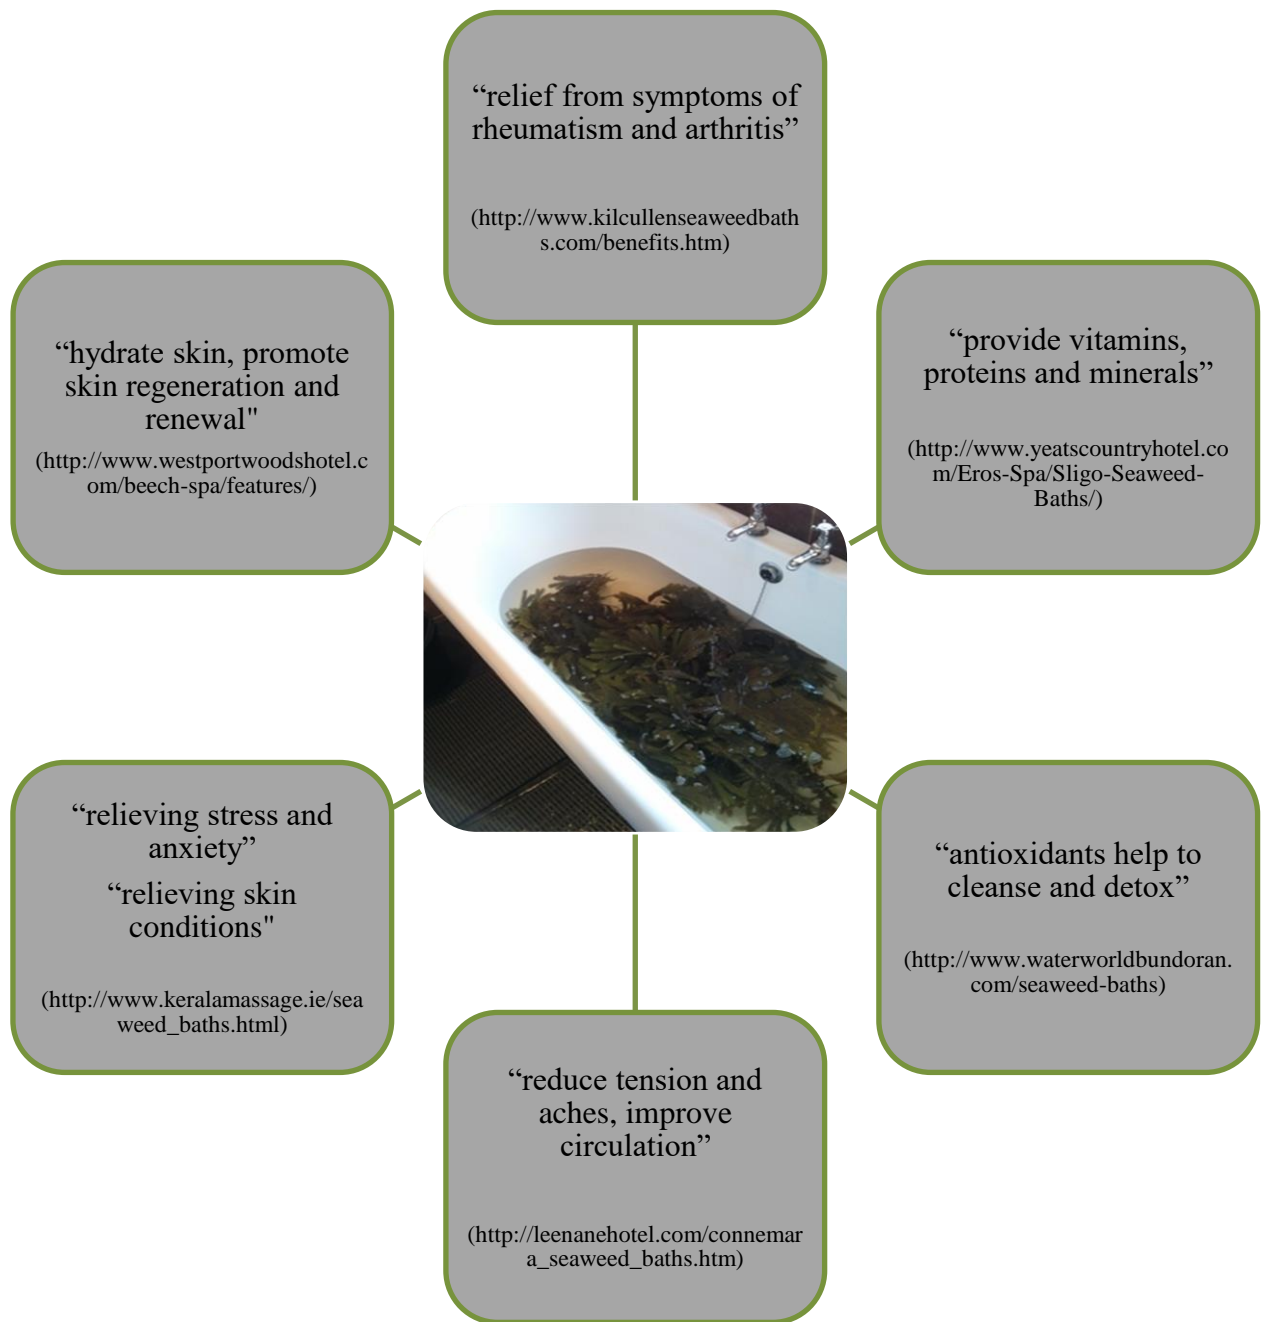 “relief from symptoms of
rheumatism and arthritis”
(http://www.kilcullenseaweedbath
s.com/benefits.htm)
“provide vitamins,
proteins and minerals”
(http://www.yeatscountryhotel.co
m/Eros-Spa/Sligo-Seaweed-
Baths/)
“antioxidants help to
cleanse and detox”
(http://www.waterworldbundoran.
com/seaweed-baths)
“reduce tension and
aches, improve
circulation”
(http://leenanehotel.com/connemar
a_seaweed_baths.htm)
“relieving stress and
anxiety”
“relieving skin
conditions"
(http://www.keralamassage.ie/sea
weed_baths.html)
“hydrate skin, promote
skin regeneration and
renewal"
(http://www.westportwoodshotel.c
om/beech-spa/features/)